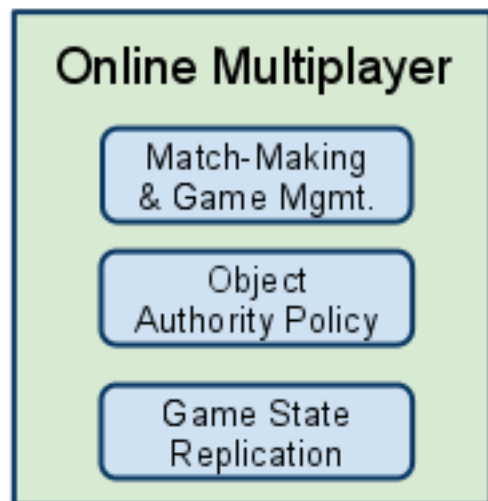 Online Multiplayer
Match-Making
& Game Mgmt.
Object
Authority Policy
Game State
Replication